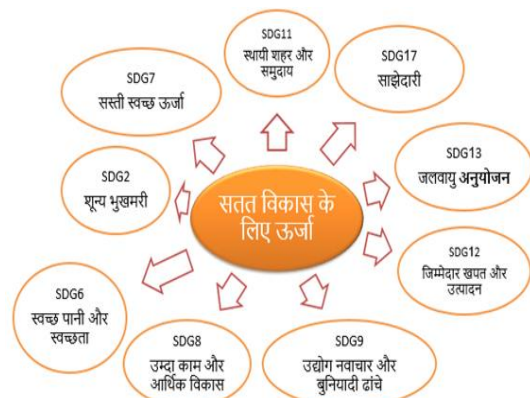 SDG11
स्थायी शहर और
समुदाय
SDG17
साझेदारी
SDG7
सस्ती स्वच्छ ऊर्जा
SDG13
जलवायु अनुयोजन
SDG2
शून्य भुखमरी
सतत विकास के
लिए ऊर्जा
SDG12
जिम्मेदार खपत और
उत्पादन
SDG6
स्वच्छ पानी और
स्वच्छता
SDG8
उम्दा काम और
आर्थिक विकास
SDG9
उद्योग नवाचार और
बुनियादी ढांचे